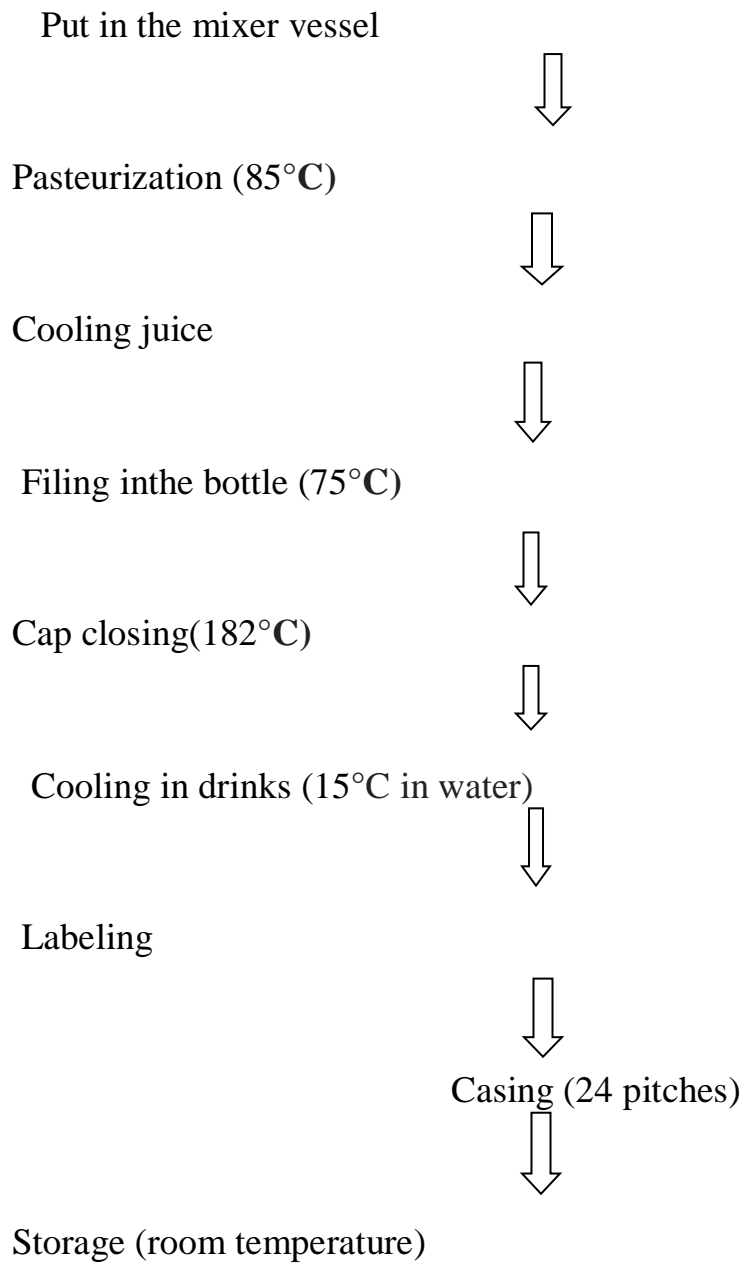 Put in the mixer vessel
Pasteurization (85°C)
Cooling juice
Filing inthe bottle (75°C)
Cap closing(182°C)
Cooling in drinks (15°C in water)
Labeling
Casing (24 pitches)
Storage (room temperature)